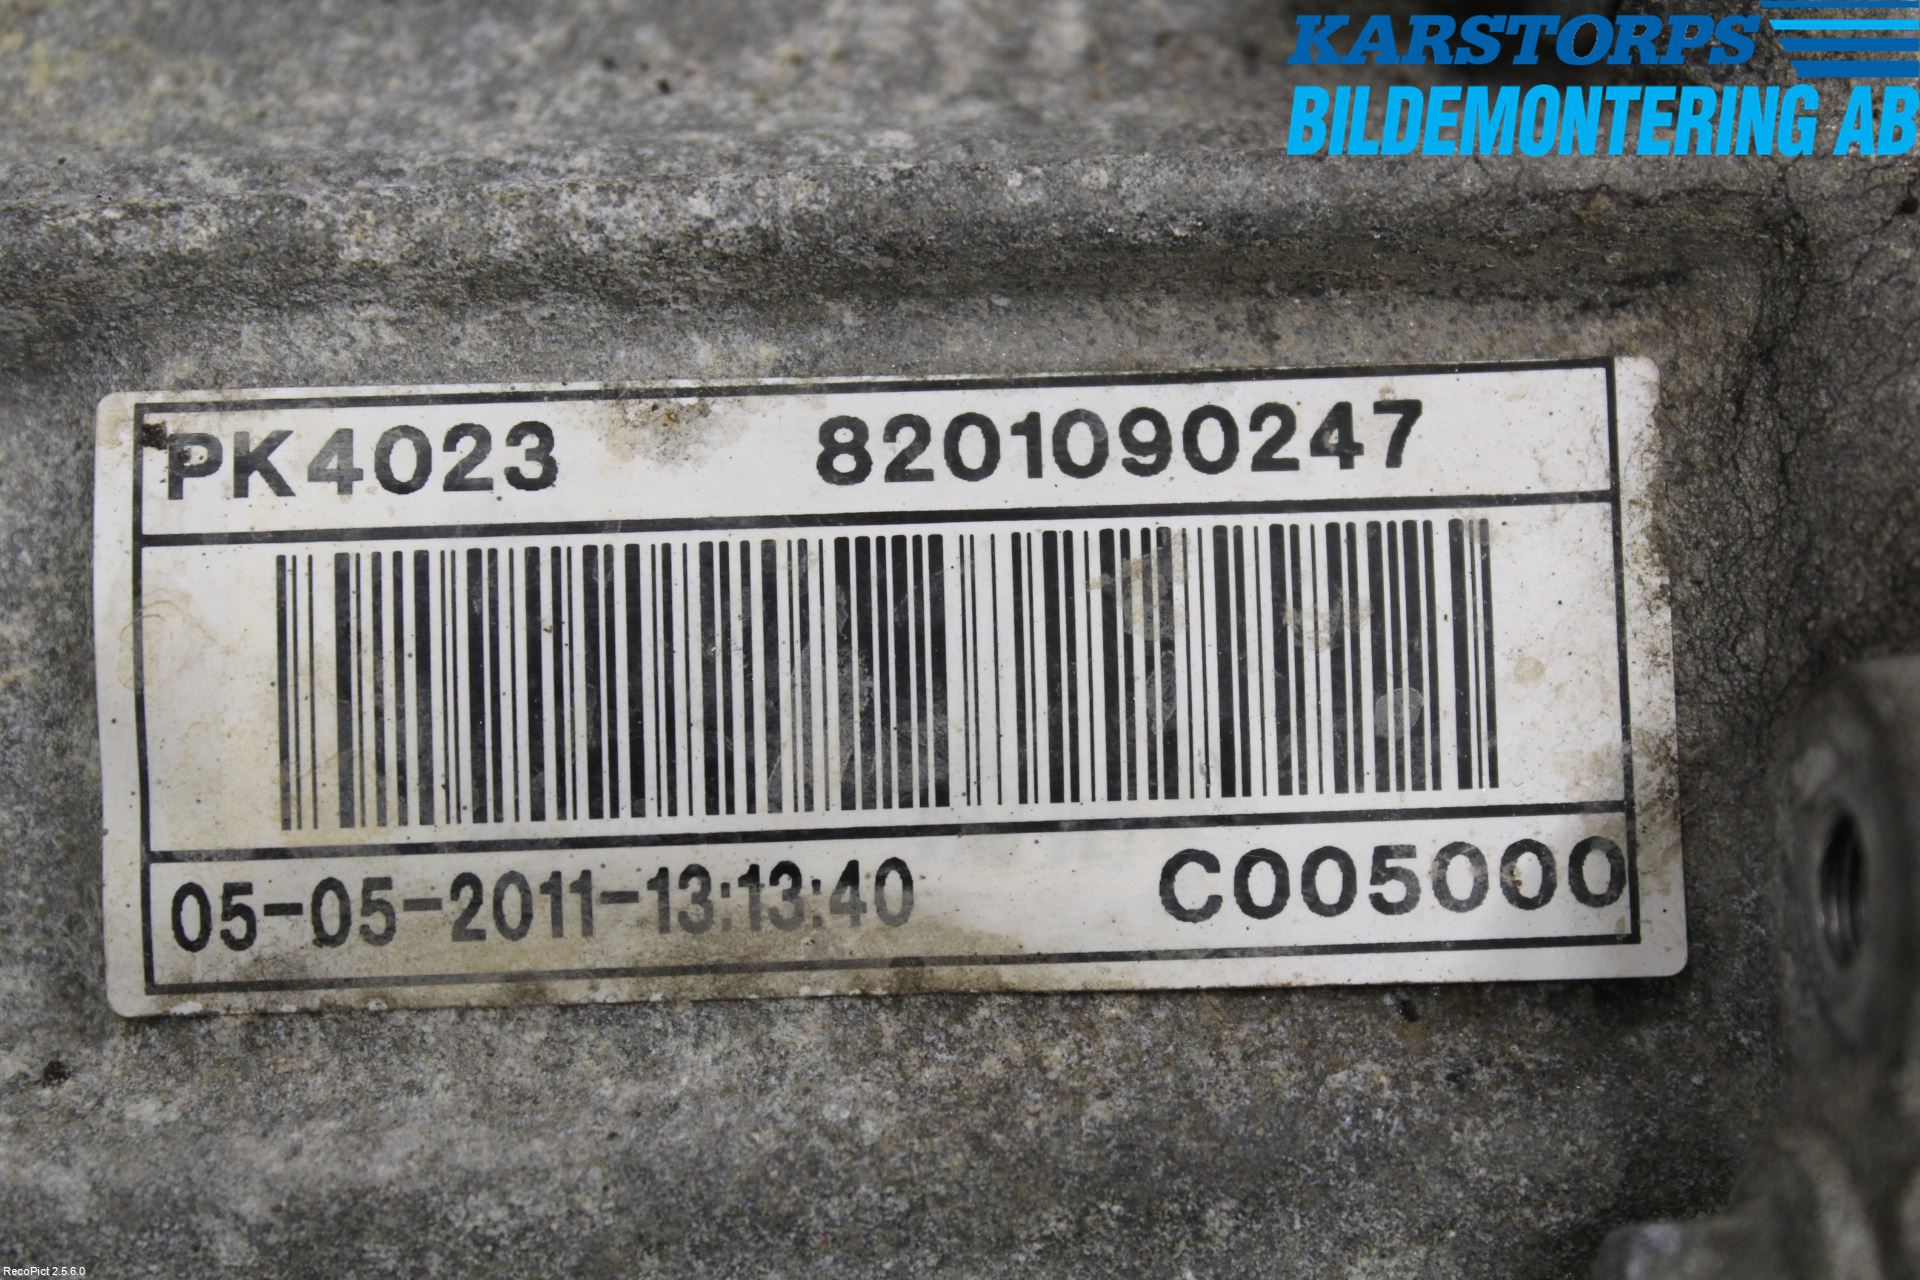 KARSTORPS
BILDEMONTERING AB
PK4023 8201090247
05-05-2011-13:13:40 C005000
RecoPict 2.5.6.0